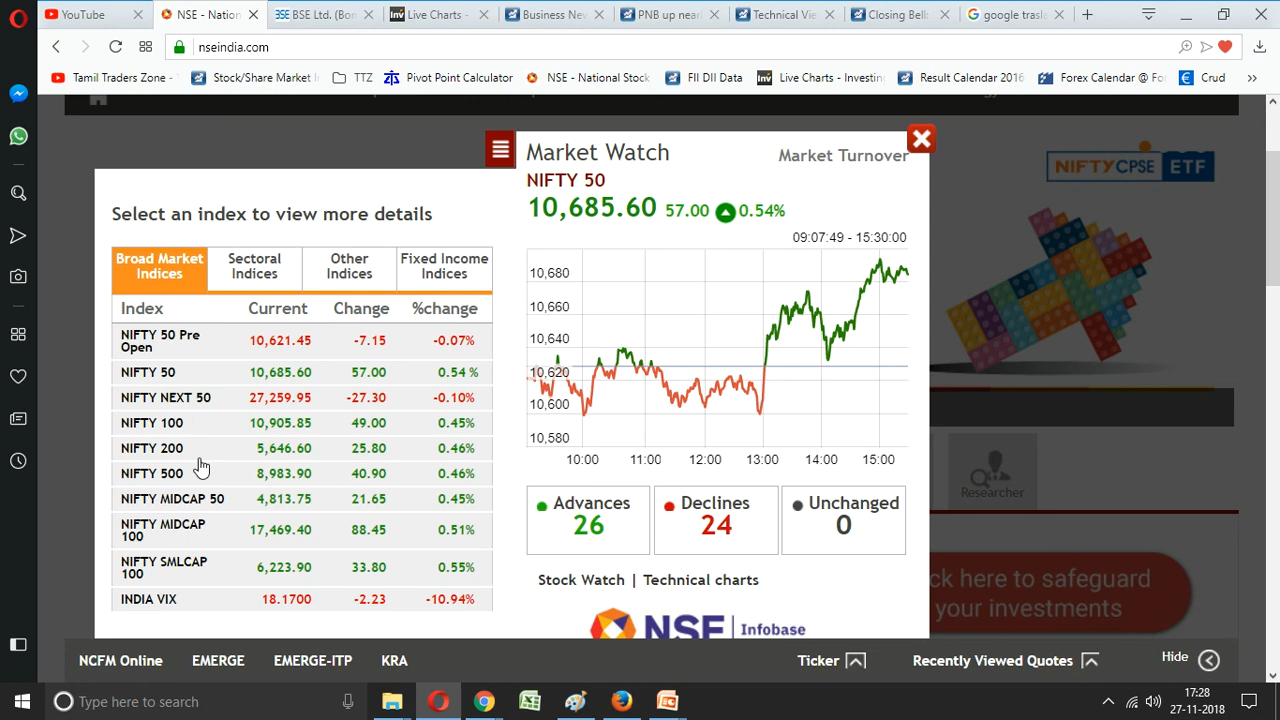 YouTube
NSE - Nation
BSE Ltd. (Bom
Live Charts -
Business New
PNB up near
Technical Vie
Closing Bell:
google trasla
nseindia.com
Tamil Traders Zone -
Stock/Share Market
TTZ
Pivot Point Calculator
NSE - National Stock
FII DII Data
Live Charts - Investin
Result Calendar 2016
Forex Calendar @ Fo
Crud
Market Watch
Market Turnover
NIFTY 50
10,685.60 57.00 0.54%
09:07:49 - 15:30:00
NIFTYCPSE ETF
Select an index to view more details
Broad Market Indices
Sectoral Indices
Other Indices
Fixed Income Indices
Index Current Change %change
NIFTY 50 Pre Open 10,621.45 -7.15 -0.07%
NIFTY 50 10,685.60 57.00 0.54 %
NIFTY NEXT 50 27,259.95 -27.30 -0.10%
NIFTY 100 10,905.85 49.00 0.45%
NIFTY 200 5,646.60 25.80 0.46%
NIFTY 500 8,983.90 40.90 0.46%
NIFTY MIDCAP 50 4,813.75 21.65 0.45%
NIFTY MIDCAP 100 17,469.40 88.45 0.51%
NIFTY SMLCAP 100 6,223.90 33.80 0.55%
INDIA VIX 18.1700 -2.23 -10.94%
10,680
10,660
10,640
10,620
10,600
10,580
10:00 11:00 12:00 13:00 14:00 15:00
Advances
26
Declines
24
Unchanged
0
Stock Watch | Technical charts
NSE Infobase
Researcher
ck here to safeguard
your investments
NCFM Online EMERGE EMERGE-ITP KRA
Ticker
Recently Viewed Quotes
Hide
Type here to search
17:28
27-11-2018